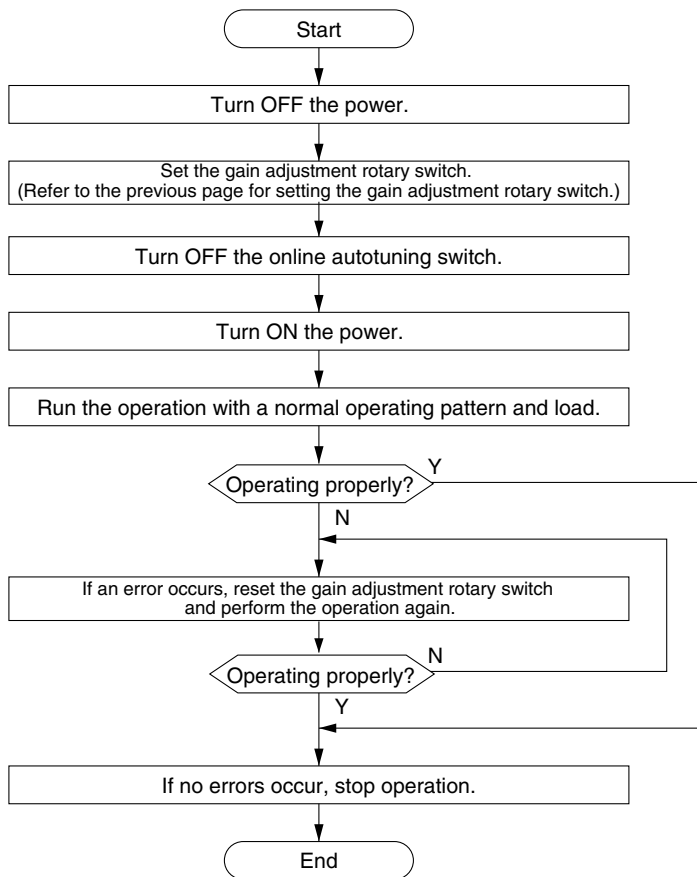 Start
Turn OFF the power.
Set the gain adjustment rotary switch.
(Refer to the previous page for setting the gain adjustment rotary switch.)
Turn OFF the online autotuning switch.
Turn ON the power.
Run the operation with a normal operating pattern and load.
Operating properly?
Y
N
If an error occurs, reset the gain adjustment rotary switch
and perform the operation again.
Operating properly?
N
Y
If no errors occur, stop operation.
End